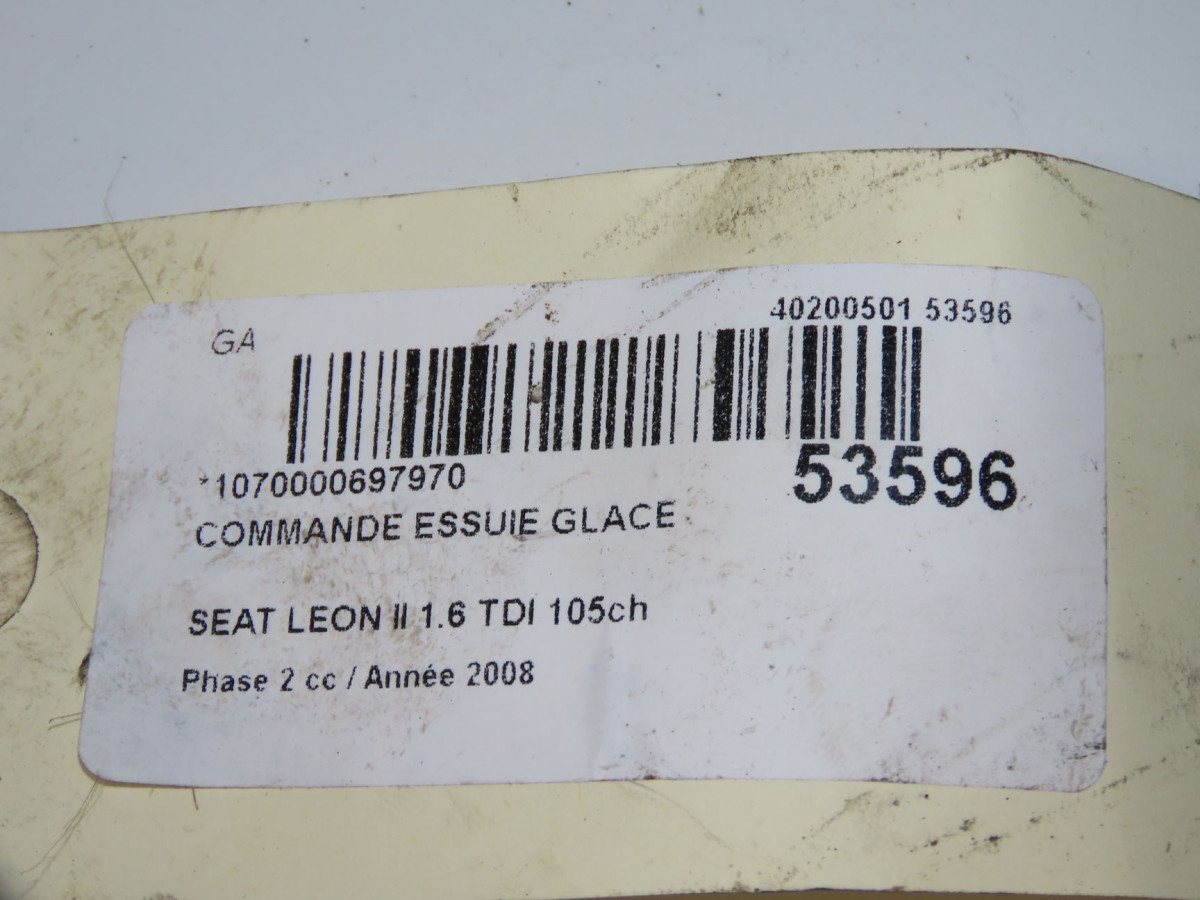 GA
40200501 53596
*1070000697970
53596
COMMANDE ESSUIE GLACE
SEAT LEON II 1.6 TDI 105ch
Phase 2 cc / Année 2008